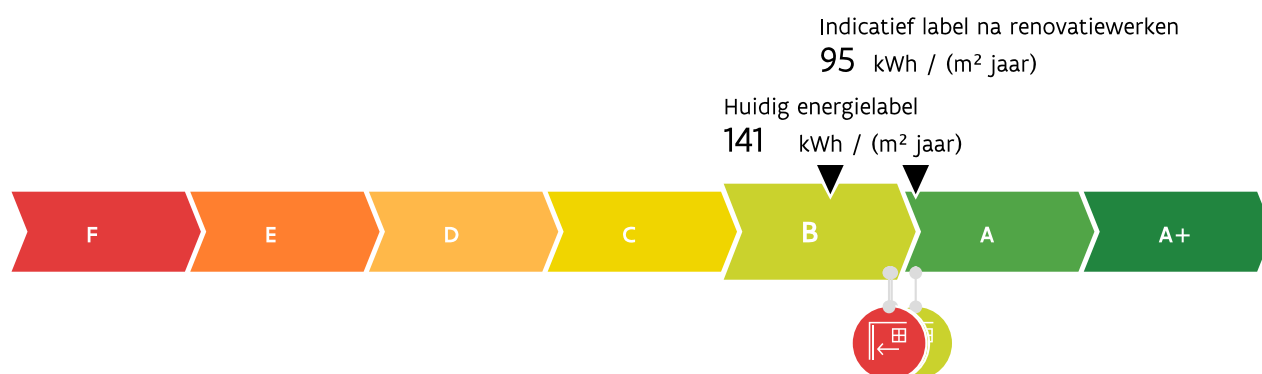 Indicatief label na renovatiewerken
95 kWh / (m² jaar)
Huidig energielabel
141 kWh / (m² jaar)
F E D C B A A+